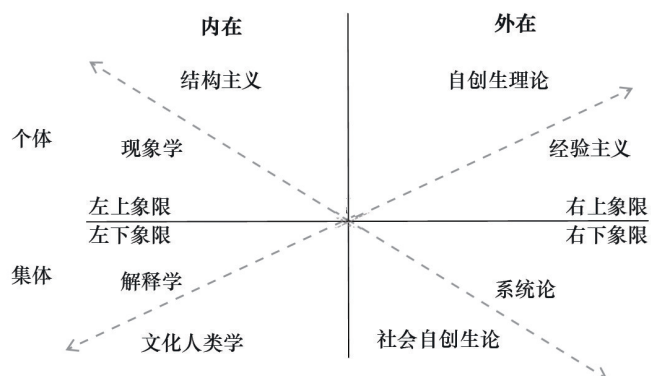 内在
外在
结构主义
自创生理论
个体
现象学
经验主义
左上象限
右上象限
左下象限
右下象限
集体
解释学
系统论
文化人类学
社会自创生论